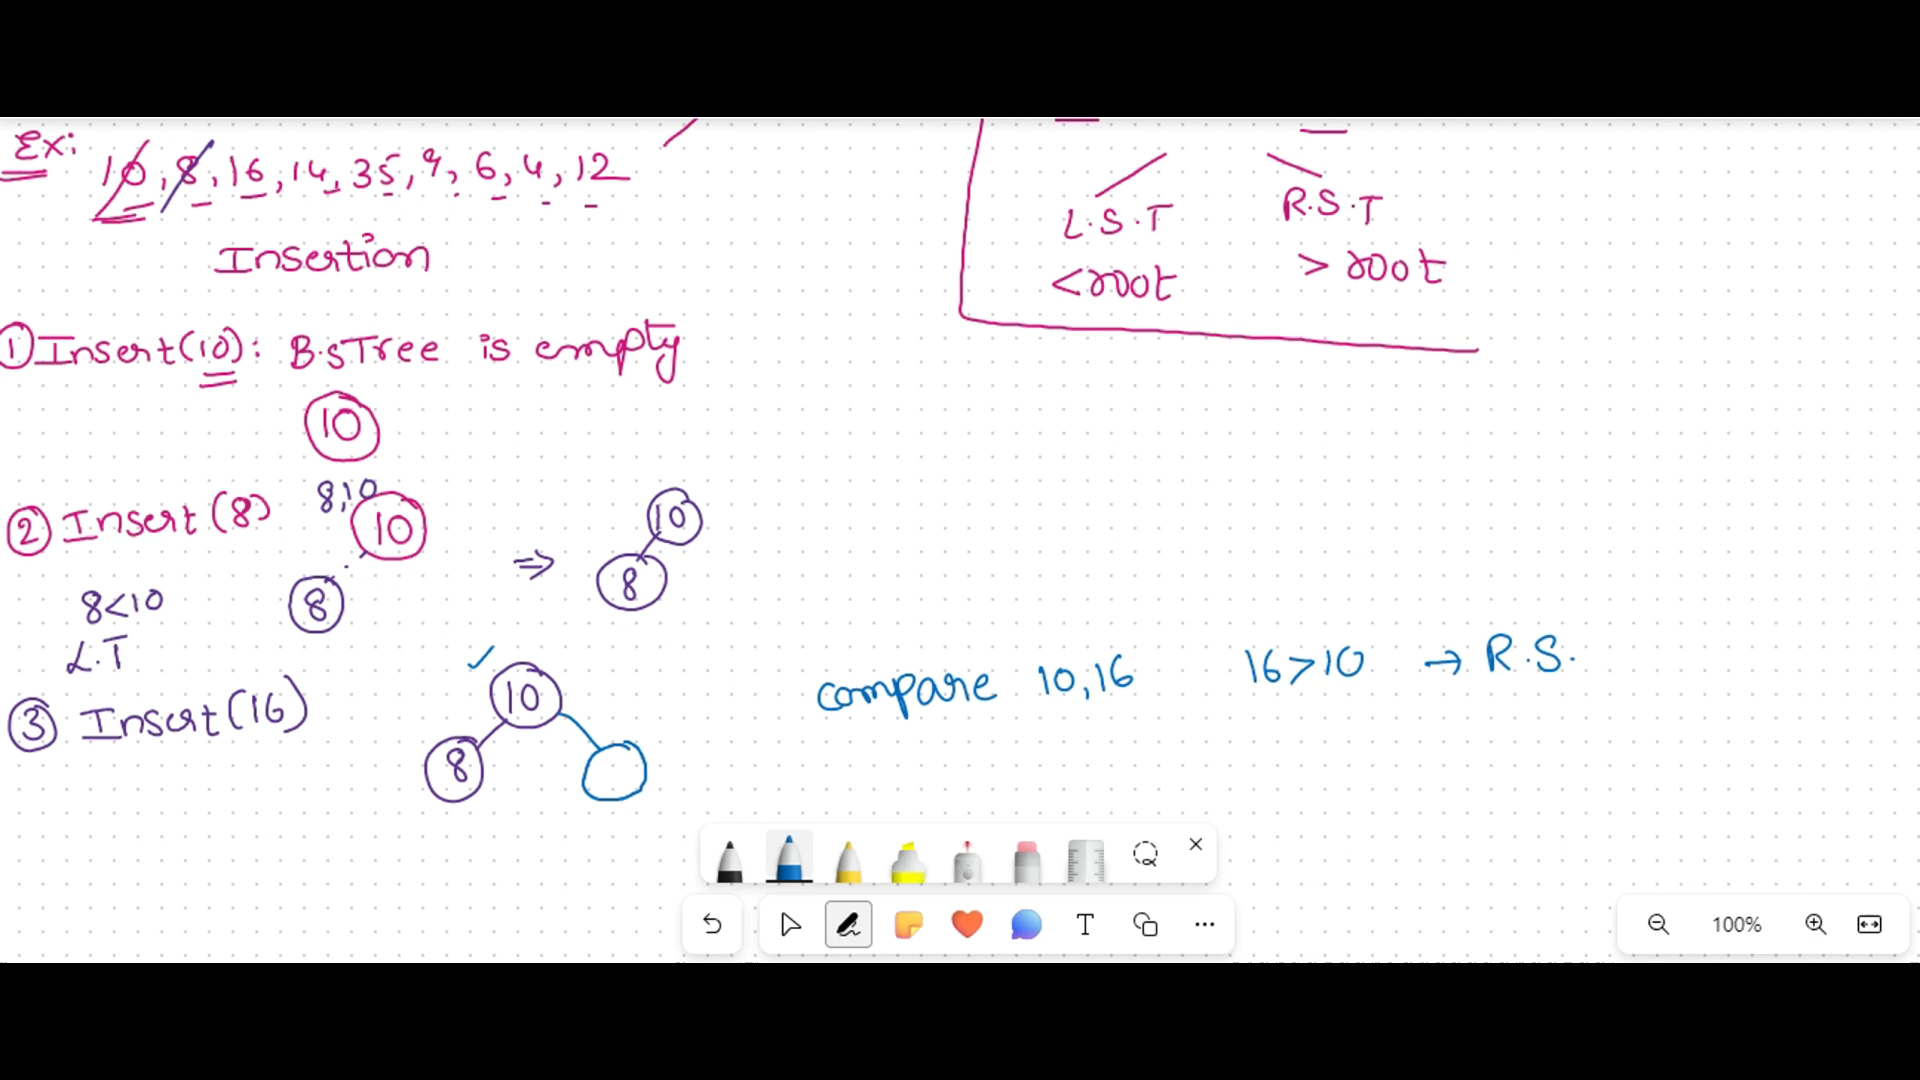 Ex:
10, 8, 16, 14, 35, 9, 6, 4, 12
Insertion
L.S.T
R.S.T
<root
> root
① Insert(10): B.STree is empty
10
② Insert(8)
8,10
10
8
⇒
10
8
8<10
L.T
③ Insert(16)
✓
10
8
compare 10,16 16>10 → R.S.
T
100%